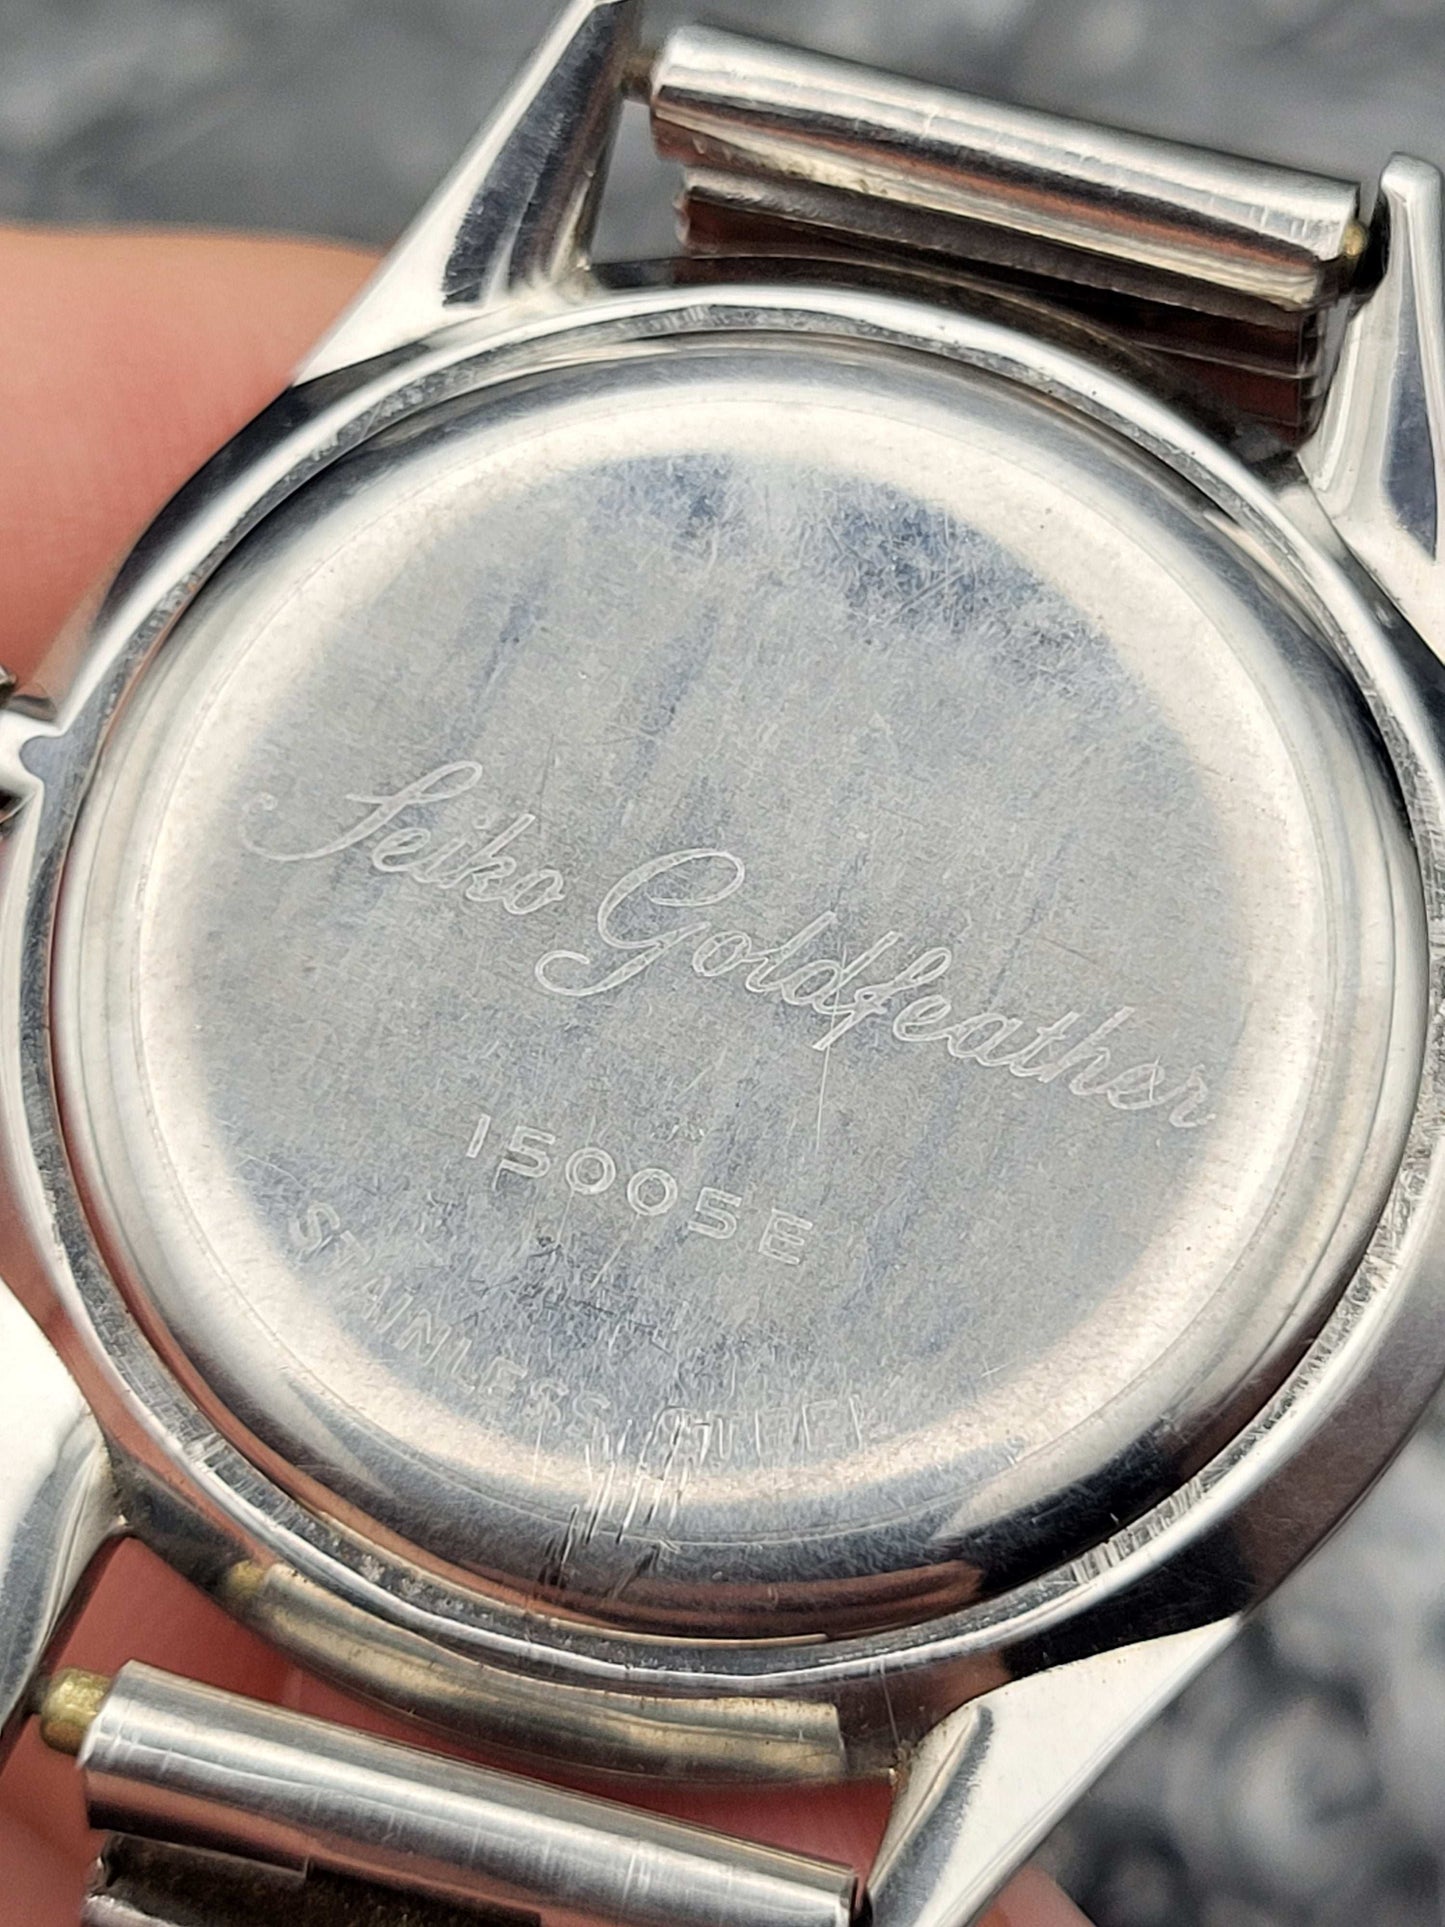 Seiko Goldfeather
15005E
STAINLESS STEEL